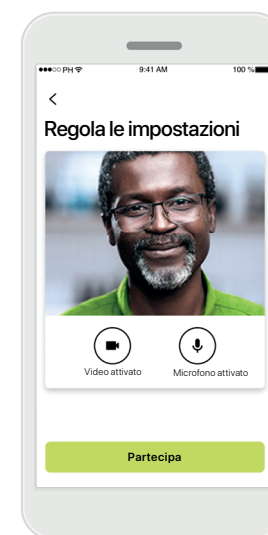 PH 9:41 AM 100 %
Regola le impostazioni
Video attivato Microfono attivato
Partecipa